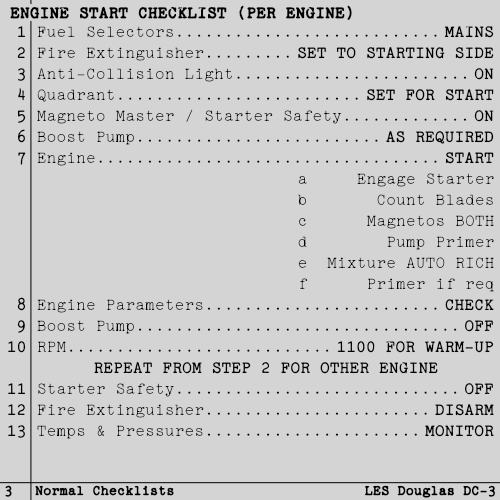 ENGINE START CHECKLIST (PER ENGINE)
1 Fuel Selectors........................... MAINS
2 Fire Extinguisher......... SET TO STARTING SIDE
3 Anti-Collision Light........................ ON
4 Quadrant......................... SET FOR START
5 Magneto Master / Starter Safety............. ON
6 Boost Pump......................... AS REQUIRED
7 Engine................................... START
a Engage Starter
b Count Blades
c Magnetos BOTH
d Pump Primer
e Mixture AUTO RICH
f Primer if req
8 Engine Parameters........................ CHECK
9 Boost Pump................................. OFF
10 RPM........................... 1100 FOR WARM-UP
REPEAT FROM STEP 2 FOR OTHER ENGINE
11 Starter Safety............................. OFF
12 Fire Extinguisher....................... DISARM
13 Temps & Pressures...................... MONITOR
3 Normal Checklists LES Douglas DC-3